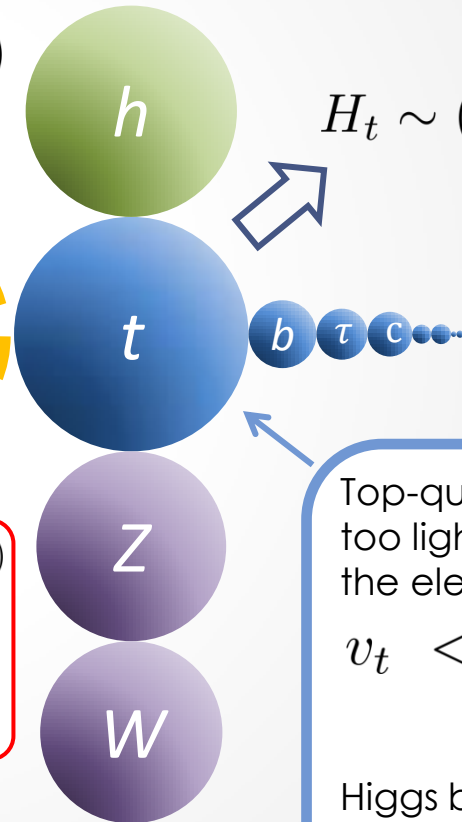 h
H_t ∼ (
t
b τ c
Z
Top-qu
too ligh
the ele
v_t <
W
Higgs b